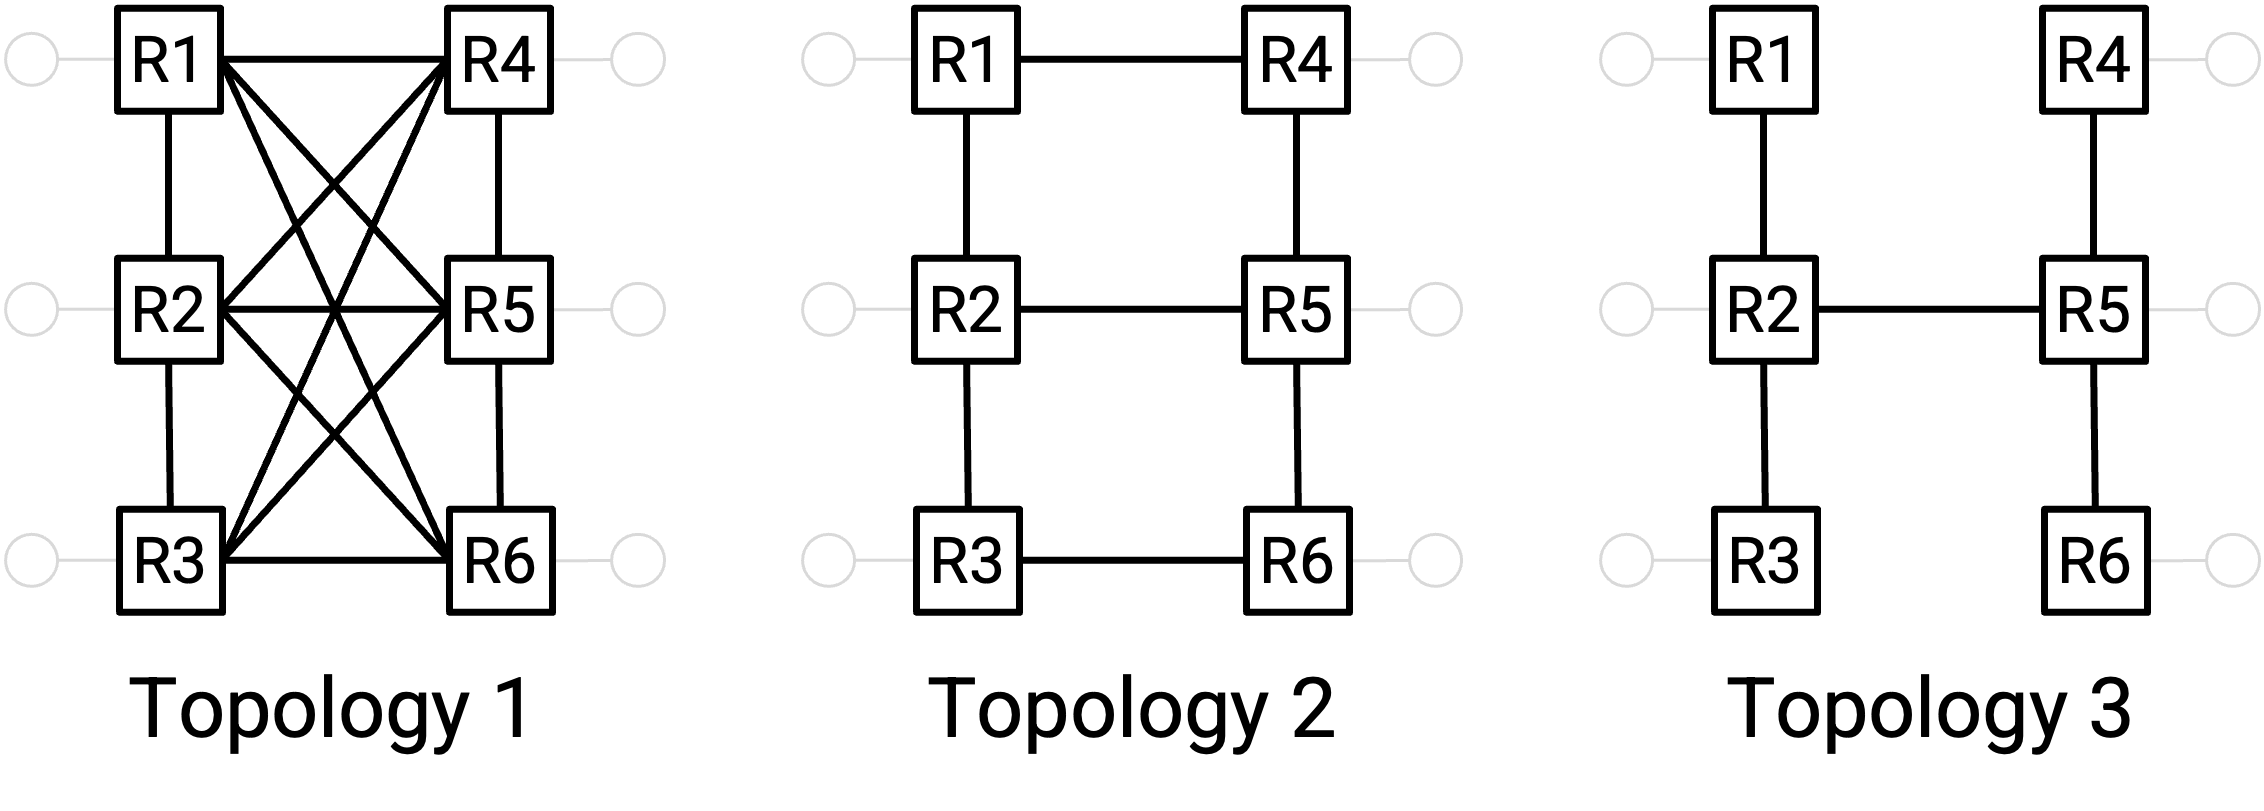 R1 R4 R1 R4 R1 R4
R2 R5 R2 R5 R2 R5
R3 R6 R3 R6 R3 R6
Topology 1 Topology 2 Topology 3